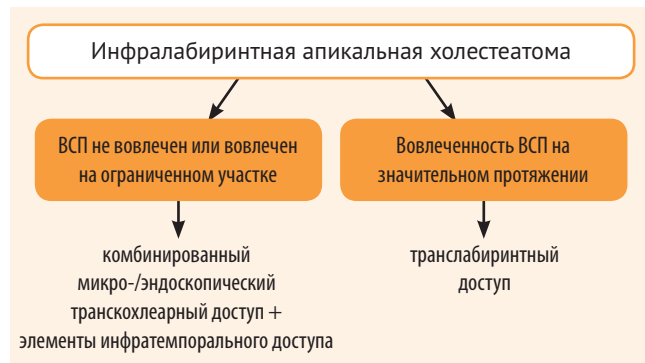 Инфралабиринтная апикальная холестеатома
ВСП не вовлечен или вовлечен
на ограниченном участке
Вовлеченность ВСП на
значительном протяжении
комбинированный
микро-/эндоскопический
транскохлеарный доступ +
элементы инфратемпорального доступа
транслабиринтный
доступ